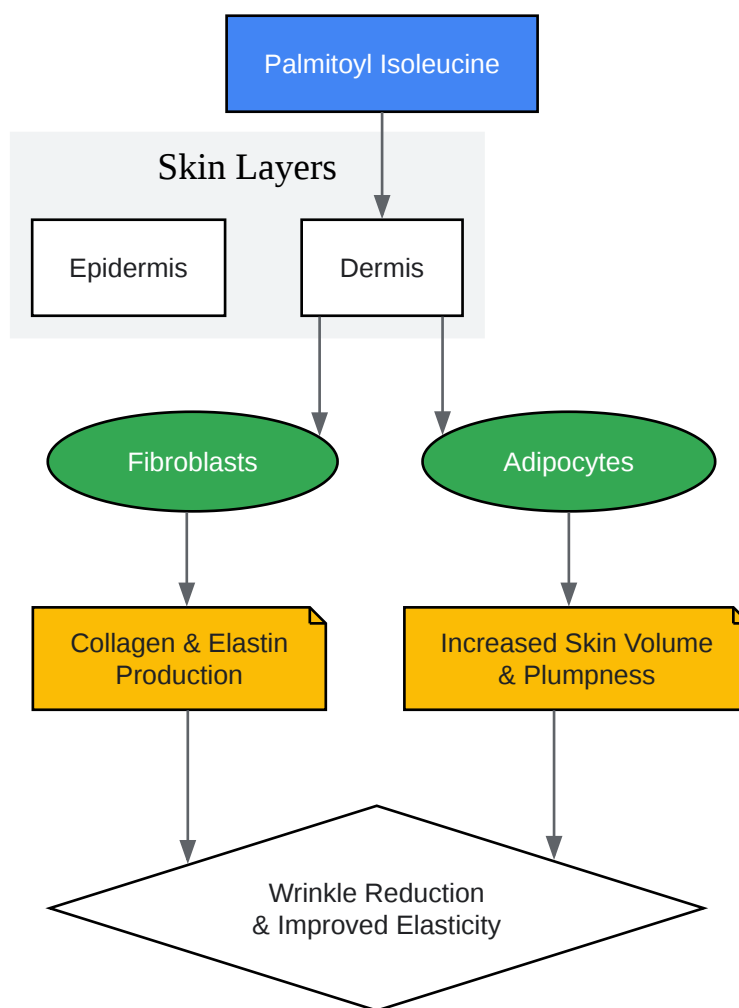 Palmitoyl Isoleucine
Skin Layers
Epidermis
Dermis
Fibroblasts
Adipocytes
Collagen & Elastin
Production
Increased Skin Volume
& Plumpness
Wrinkle Reduction
& Improved Elasticity